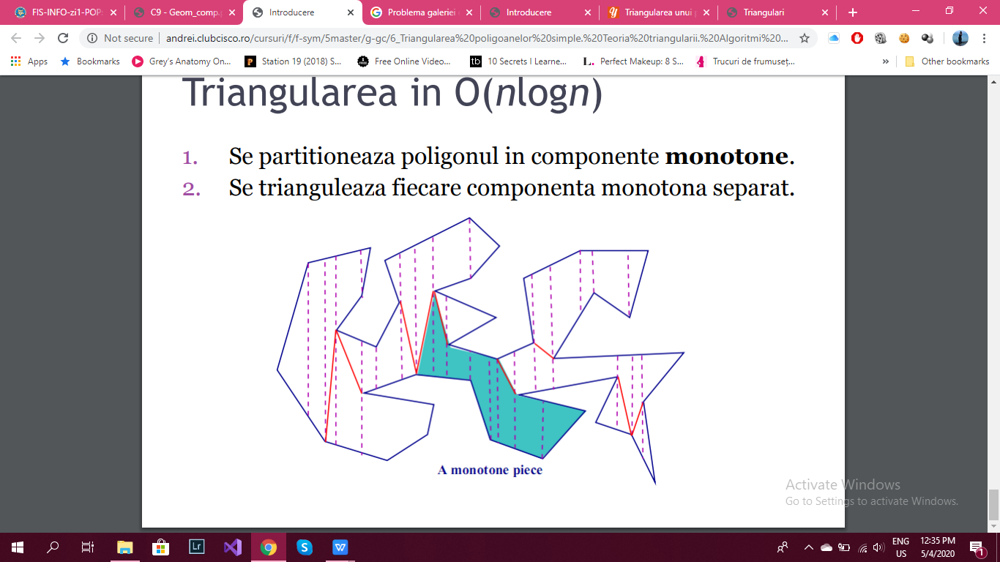 FIS-INFO-zi1-POP
C9 - Geom_comp.p
Introducere
Problema galeriei
Introducere
Triangularea unui p
Triangulari
Not secure
andrei.clubcisco.ro/cursuri/f/f-sym/5master/g-gc/6_Triangularea%20poligoanelor%20simple.%20Teoria%20triangularii.%20Algoritmi%20...
Apps
Bookmarks
Grey's Anatomy On...
Station 19 (2018) S...
Free Online Video...
tb
10 Secrets I Learne...
L.
Perfect Makeup: 8 S...
Trucuri de frumuseț...
»
Other bookmarks
Triangularea in O(nlogn)
1. Se partitioneaza poligonul in componente monotone.
2. Se trianguleaza fiecare componenta monotona separat.
A monotone piece
Activate Windows
Go to Settings to activate Windows.
Lr
ENG
US
12:35 PM
5/4/2020
1